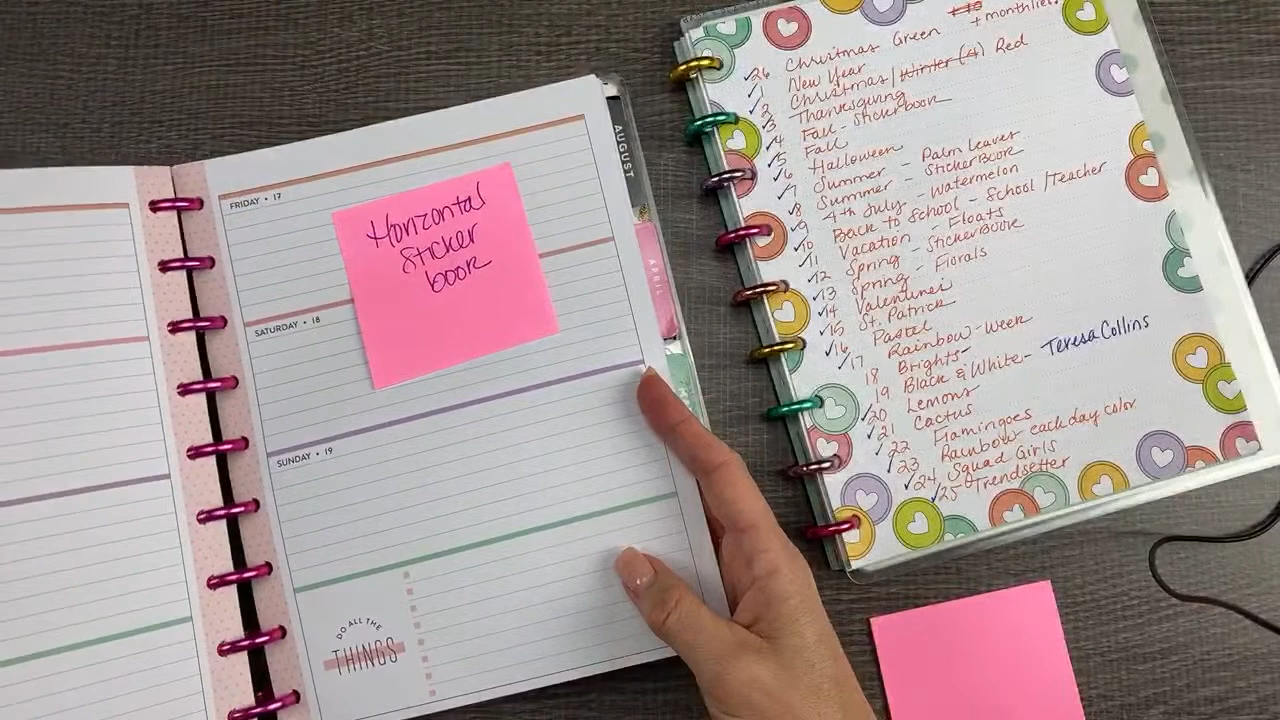 FRIDAY • 17
Horizontal
Sticker
book
SATURDAY • 18
SUNDAY • 19
DO ALL THE
THINGS
AUGUST
APRIL
+ monthlies.
✓26 Christmas Green
✓1 New Year
✓2 Christmas/Winter (4) Red
✓3 Thanksgiving
✓4 Fall - Stickerbook
✓5 Fall
✓6 Halloween
✓7 Summer - Palm leaves
✓8 Summer - StickerBook
✓9 4th July - Watermelon
✓10 Back to School - School/Teacher
✓11 Vacation - Floats
✓12 Spring - StickerBook
✓13 Spring - Florals
✓14 Valentines
✓15 St. Patrick
✓16 Pastel
✓17 Rainbow - Week
18 Brights-
19 Black & White - Teresa Collins
✓20 Lemons
✓21 Cactus
✓22 Flamingoes
✓23 Rainbow each day color
✓24 Squad Girls
✓25 Trendsetter